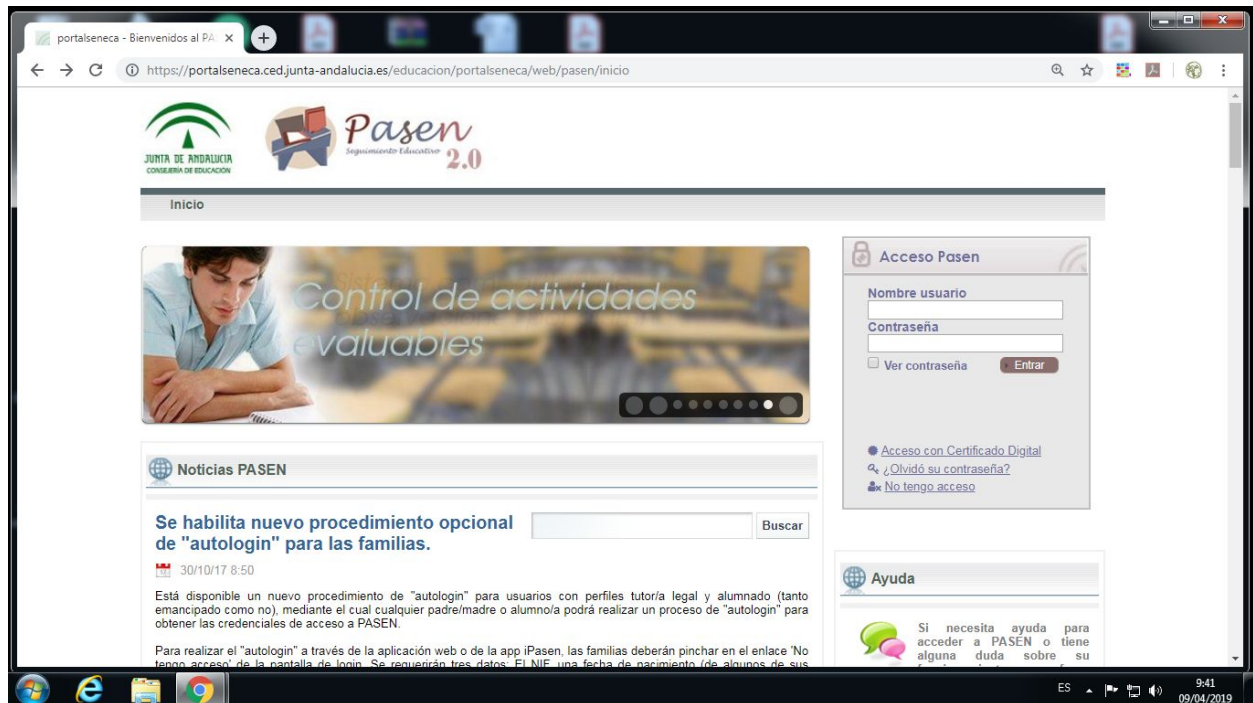 portalseneca - Bienvenidos al PA
https://portalseneca.ced.junta-andalucia.es/educacion/portalseneca/web/pasen/inicio
JUNTA DE ANDALUCIA
CONSEJERÍA DE EDUCACIÓN
Pasen
Seguimiento Educativo
2.0
Inicio
Control de actividades
evaluables
Acceso Pasen
Nombre usuario
Contraseña
Ver contraseña
Entrar
Acceso con Certificado Digital
¿Olvidó su contraseña?
No tengo acceso
Noticias PASEN
Se habilita nuevo procedimiento opcional
de "autologin" para las familias.
Buscar
30/10/17 8:50
Está disponible un nuevo procedimiento de "autologin" para usuarios con perfiles tutor/a legal y alumnado (tanto
emancipado como no), mediante el cual cualquier padre/madre o alumno/a podrá realizar un proceso de "autologin" para
obtener las credenciales de acceso a PASEN.
Para realizar el "autologin" a través de la aplicación web o de la app iPasen, las familias deberán pinchar en el enlace 'No
tengo acceso' de la pantalla de login. Se requerirán tres datos: El NIF, una fecha de nacimiento (de algunos de sus
Ayuda
Si necesita ayuda para
acceder a PASEN o tiene
alguna duda sobre su
ES
9:41
09/04/2019